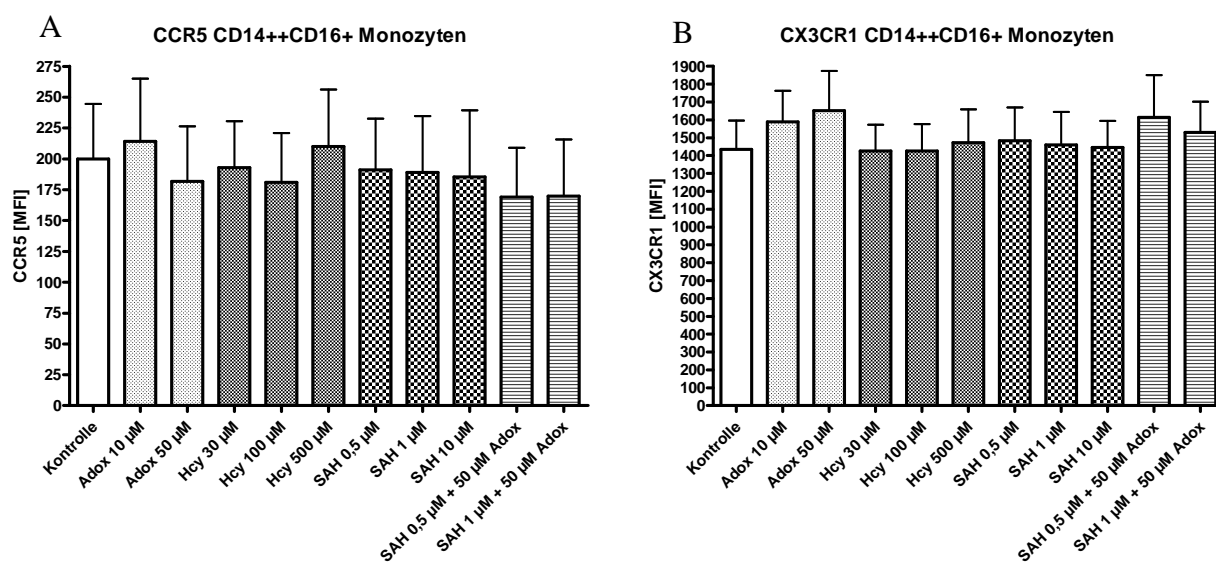 A
CCR5 CD14++CD16+ Monozyten
CCR5 [MFI]
275
250
225
200
175
150
125
100
75
50
25
0
Kontrolle
Adox 10 µM
Adox 50 µM
Hcy 30 µM
Hcy 100 µM
Hcy 500 µM
SAH 0,5 µM
SAH 1 µM
SAH 10 µM
SAH 0,5 µM + 50 µM Adox
SAH 1 µM + 50 µM Adox
B
CX3CR1 CD14++CD16+ Monozyten
CX3CR1 [MFI]
1900
1800
1700
1600
1500
1400
1300
1200
1100
1000
900
800
700
600
500
400
300
200
100
0
Kontrolle
Adox 10 µM
Adox 50 µM
Hcy 30 µM
Hcy 100 µM
Hcy 500 µM
SAH 0,5 µM
SAH 1 µM
SAH 10 µM
SAH 0,5 µM + 50 µM Adox
SAH 1 µM + 50 µM Adox